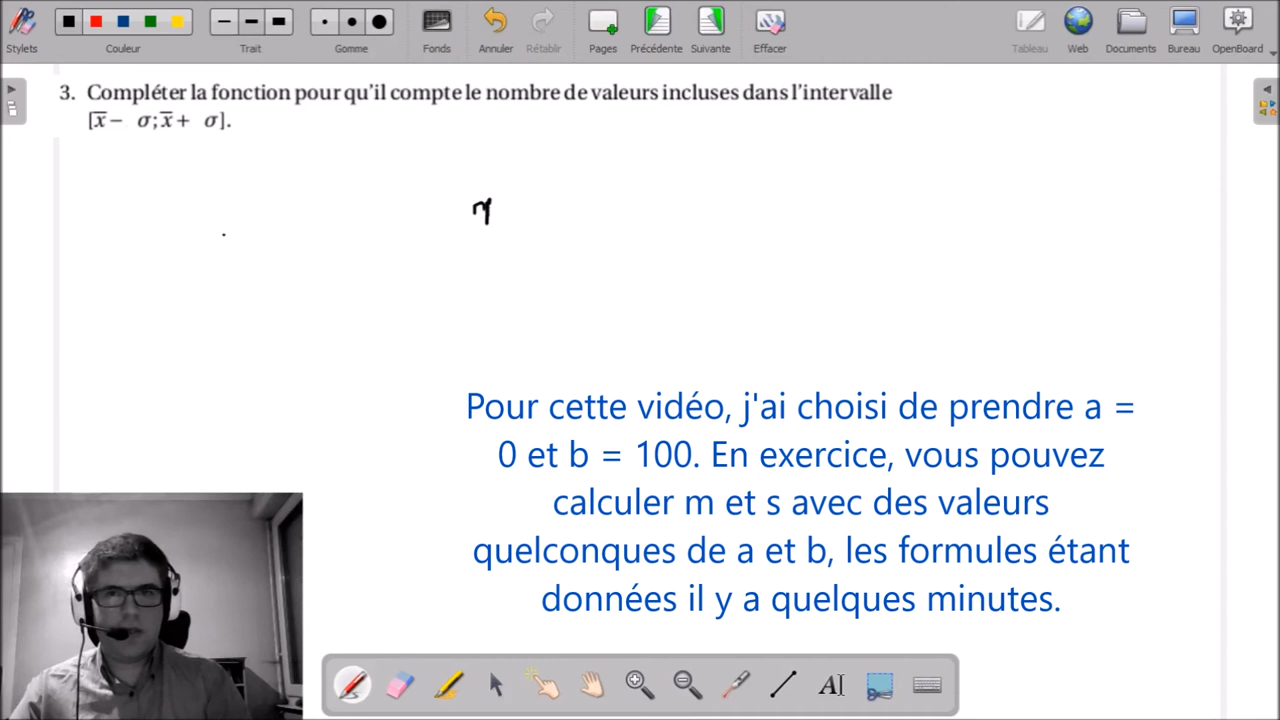 Stylets Couleur Trait Gomme Fonds Annuler Rétablir Pages Précédente Suivante Effacer Tableau Web Documents Bureau OpenBoard
3. Compléter la fonction pour qu'il compte le nombre de valeurs incluses dans l'intervalle
[x̅ − σ; x̅ + σ].
Pour cette vidéo, j'ai choisi de prendre a =
0 et b = 100. En exercice, vous pouvez
calculer m et s avec des valeurs
quelconques de a et b, les formules étant
données il y a quelques minutes.
AI